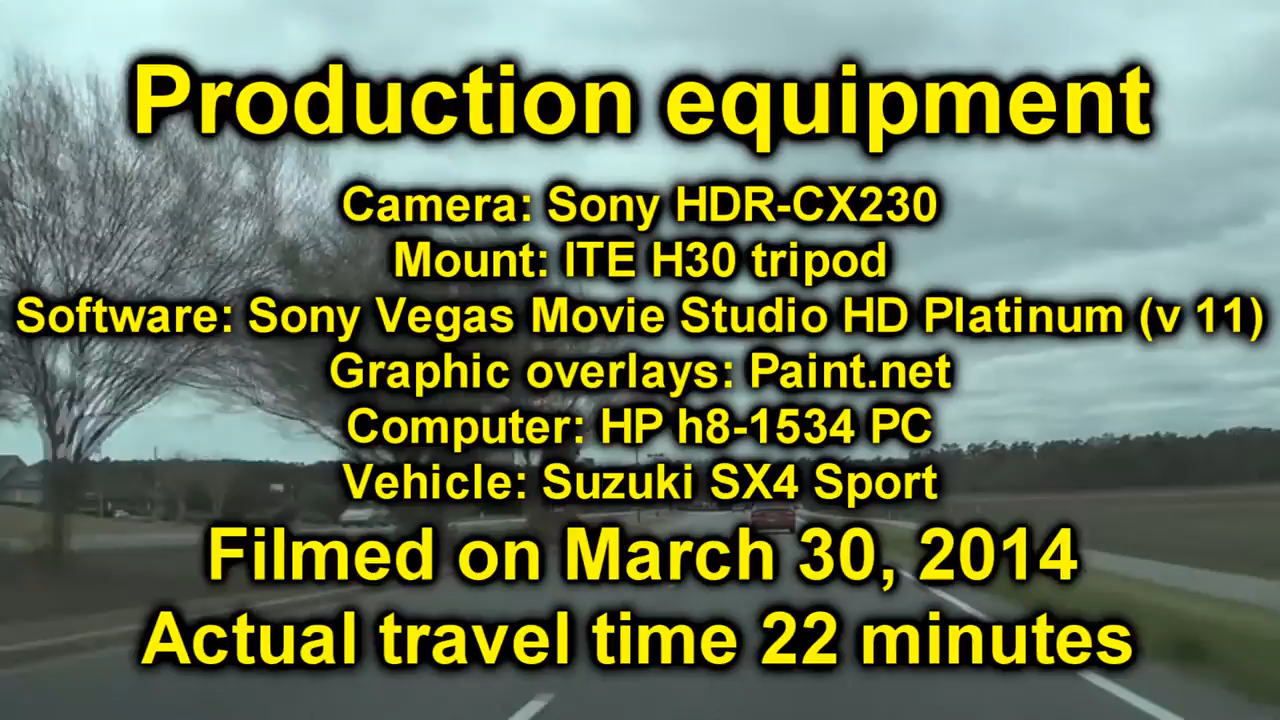 Production equipment
Camera: Sony HDR-CX230
Mount: ITE H30 tripod
Software: Sony Vegas Movie Studio HD Platinum (v 11)
Graphic overlays: Paint.net
Computer: HP h8-1534 PC
Vehicle: Suzuki SX4 Sport
Filmed on March 30, 2014
Actual travel time 22 minutes